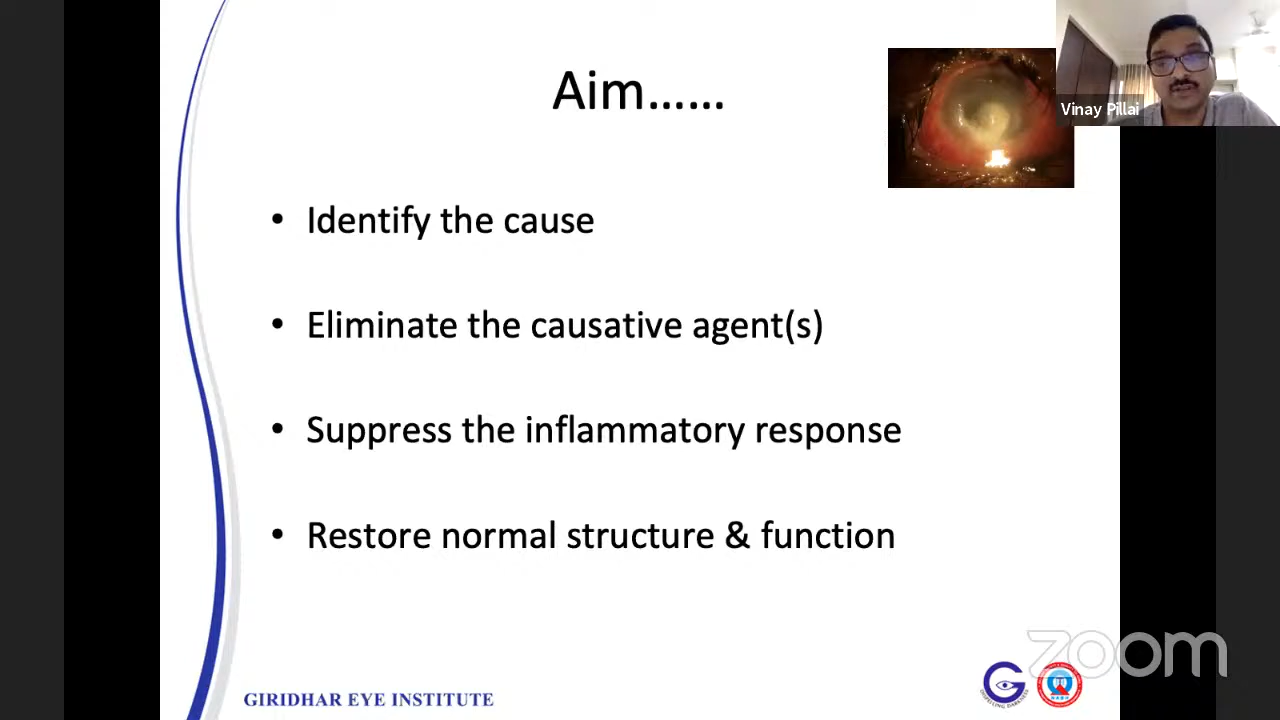 Aim......
Vinay Pillai
• Identify the cause
• Eliminate the causative agent(s)
• Suppress the inflammatory response
• Restore normal structure & function
GIRIDHAR EYE INSTITUTE
G
zoom